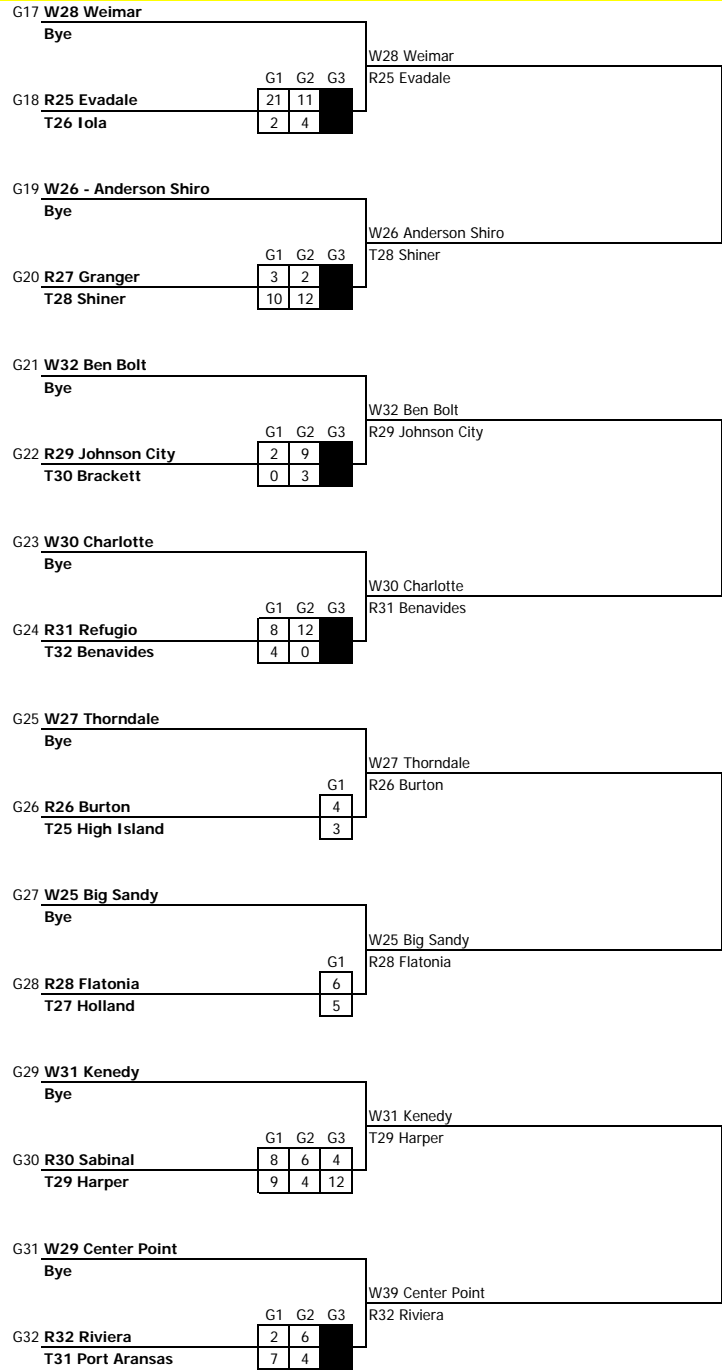 G17 W28 Weimar
Bye
W28 Weimar
G1 G2 G3 R25 Evadale
G18 R25 Evadale 21 11
T26 Iola 2 4
G19 W26 - Anderson Shiro
Bye
W26 Anderson Shiro
G1 G2 G3 T28 Shiner
G20 R27 Granger 3 2
T28 Shiner 10 12
G21 W32 Ben Bolt
Bye
W32 Ben Bolt
G1 G2 G3 R29 Johnson City
G22 R29 Johnson City 2 9
T30 Brackett 0 3
G23 W30 Charlotte
Bye
W30 Charlotte
G1 G2 G3 R31 Benavides
G24 R31 Refugio 8 12
T32 Benavides 4 0
G25 W27 Thorndale
Bye
W27 Thorndale
G1 R26 Burton
G26 R26 Burton 4
T25 High Island 3
G27 W25 Big Sandy
Bye
W25 Big Sandy
G1 R28 Flatonia
G28 R28 Flatonia 6
T27 Holland 5
G29 W31 Kenedy
Bye
W31 Kenedy
G1 G2 G3 T29 Harper
G30 R30 Sabinal 8 6 4
T29 Harper 9 4 12
G31 W29 Center Point
Bye
W39 Center Point
G1 G2 G3 R32 Riviera
G32 R32 Riviera 2 6
T31 Port Aransas 7 4